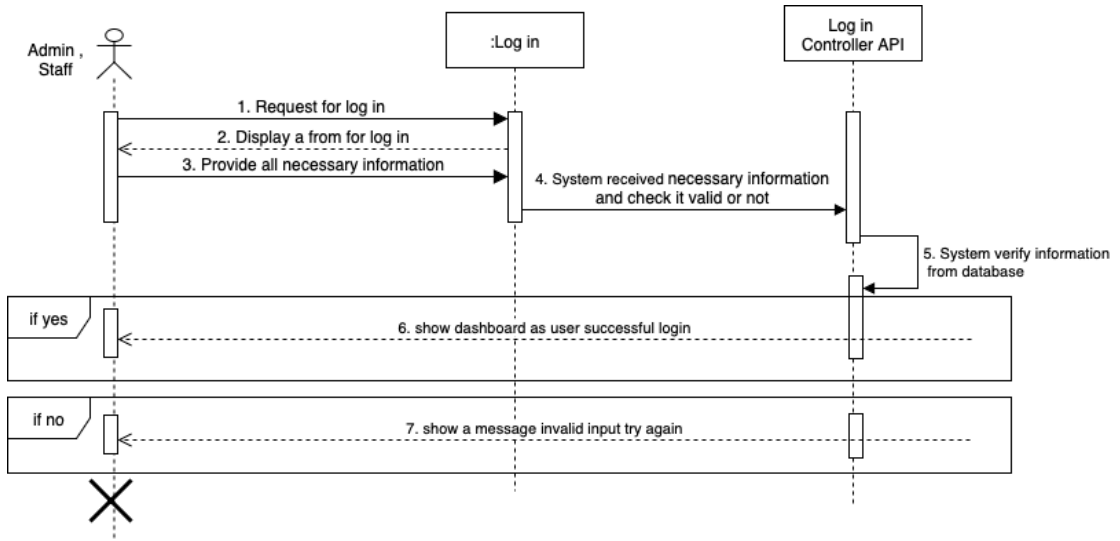 Admin ,
Staff
:Log in
Log in
Controller API
1. Request for log in
2. Display a from for log in
3. Provide all necessary information
4. System received necessary information
and check it valid or not
5. System verify information
from database
if yes
6. show dashboard as user successful login
if no
7. show a message invalid input try again